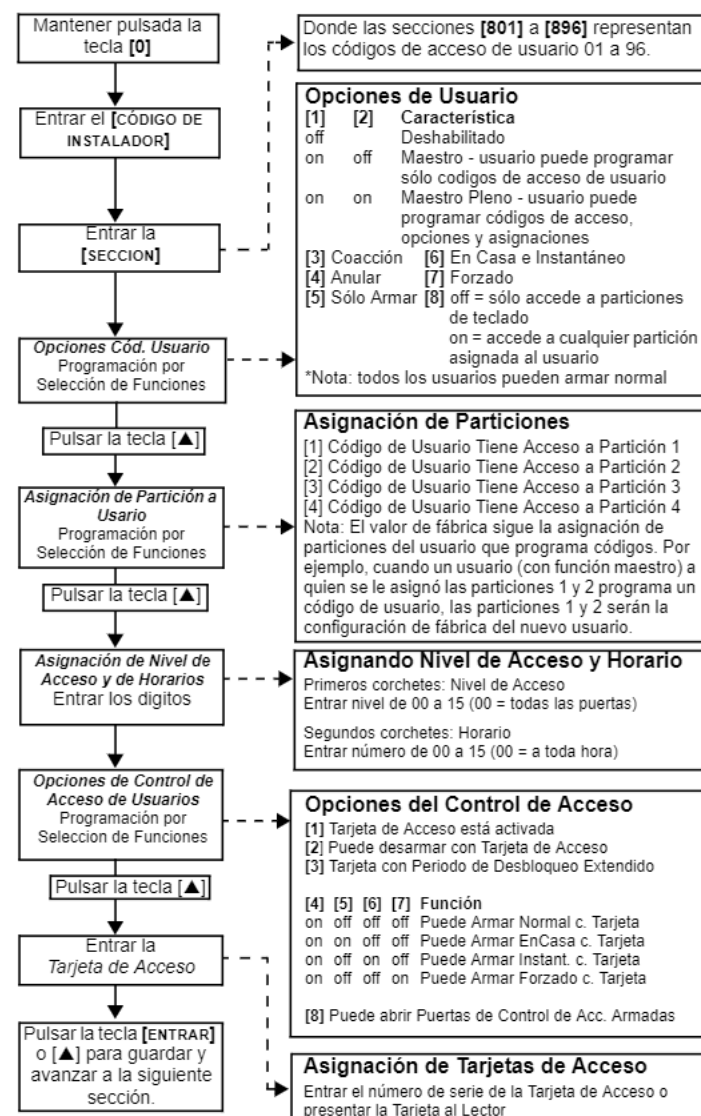 Mantener pulsada la
tecla [0]
Donde las secciones [801] a [896] representan
los códigos de acceso de usuario 01 a 96.
Entrar el [CÓDIGO DE
INSTALADOR]
Entrar la
[SECCION]
Opciones de Usuario
[1] [2] Característica
off Deshabilitado
on off Maestro - usuario puede programar
sólo codigos de acceso de usuario
on on Maestro Pleno - usuario puede
programar códigos de acceso,
opciones y asignaciones
[3] Coacción [6] En Casa e Instantáneo
[4] Anular [7] Forzado
[5] Sólo Armar [8] off = sólo accede a particiones
de teclado
on = accede a cualquier partición
asignada al usuario
*Nota: todos los usuarios pueden armar normal
Opciones Cód. Usuario
Programación por
Selección de Funciones
Pulsar la tecla [▲]
Asignación de Partición a
Usario
Programación por
Selección de Funciones
Asignación de Particiones
[1] Código de Usuario Tiene Acceso a Partición 1
[2] Código de Usuario Tiene Acceso a Partición 2
[3] Código de Usuario Tiene Acceso a Partición 3
[4] Código de Usuario Tiene Acceso a Partición 4
Nota: El valor de fábrica sigue la asignación de
particiones del usuario que programa códigos. Por
ejemplo, cuando un usuario (con función maestro) a
quien se le asignó las particiones 1 y 2 programa un
código de usuario, las particiones 1 y 2 serán la
configuración de fábrica del nuevo usuario.
Pulsar la tecla [▲]
Asignación de Nivel de
Acceso y de Horarios
Entrar los digitos
Asignando Nivel de Acceso y Horario
Primeros corchetes: Nivel de Acceso
Entrar nivel de 00 a 15 (00 = todas las puertas)
Segundos corchetes: Horario
Entrar número de 00 a 15 (00 = a toda hora)
Opciones de Control de
Acceso de Usuarios
Programación por
Seleccion de Funciones
Opciones del Control de Acceso
[1] Tarjeta de Acceso está activada
[2] Puede desarmar con Tarjeta de Acceso
[3] Tarjeta con Periodo de Desbloqueo Extendido
[4] [5] [6] [7] Función
on off off off Puede Armar Normal c. Tarjeta
on on off off Puede Armar EnCasa c. Tarjeta
on off on off Puede Armar Instant. c. Tarjeta
on off off on Puede Armar Forzado c. Tarjeta
[8] Puede abrir Puertas de Control de Acc. Armadas
Pulsar la tecla [▲]
Entrar la
Tarjeta de Acceso
Pulsar la tecla [ENTRAR]
o [▲] para guardar y
avanzar a la siguiente
sección.
Asignación de Tarjetas de Acceso
Entrar el número de serie de la Tarjeta de Acceso o
presentar la Tarjeta al Lector